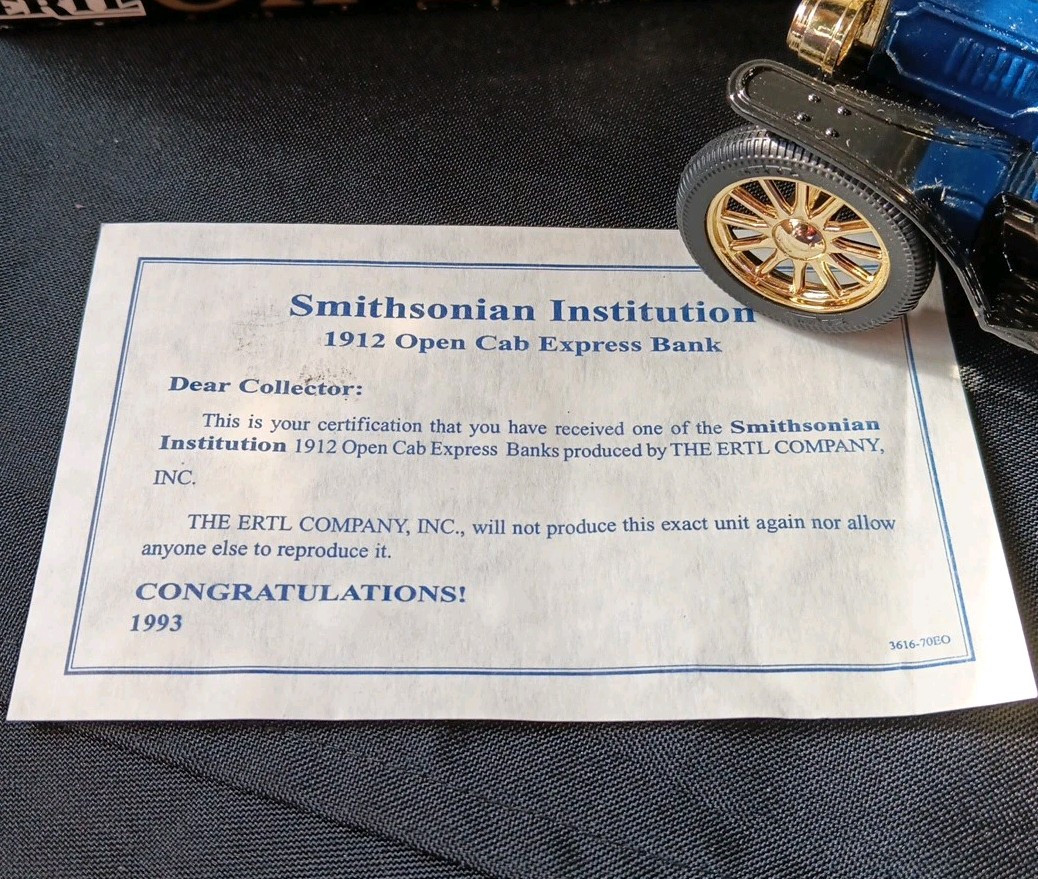 ERTL
Smithsonian Institution
1912 Open Cab Express Bank
Dear Collector:
This is your certification that you have received one of the Smithsonian
Institution 1912 Open Cab Express Banks produced by THE ERTL COMPANY,
INC.
THE ERTL COMPANY, INC., will not produce this exact unit again nor allow
anyone else to reproduce it.
CONGRATULATIONS!
1993
3616-70EO